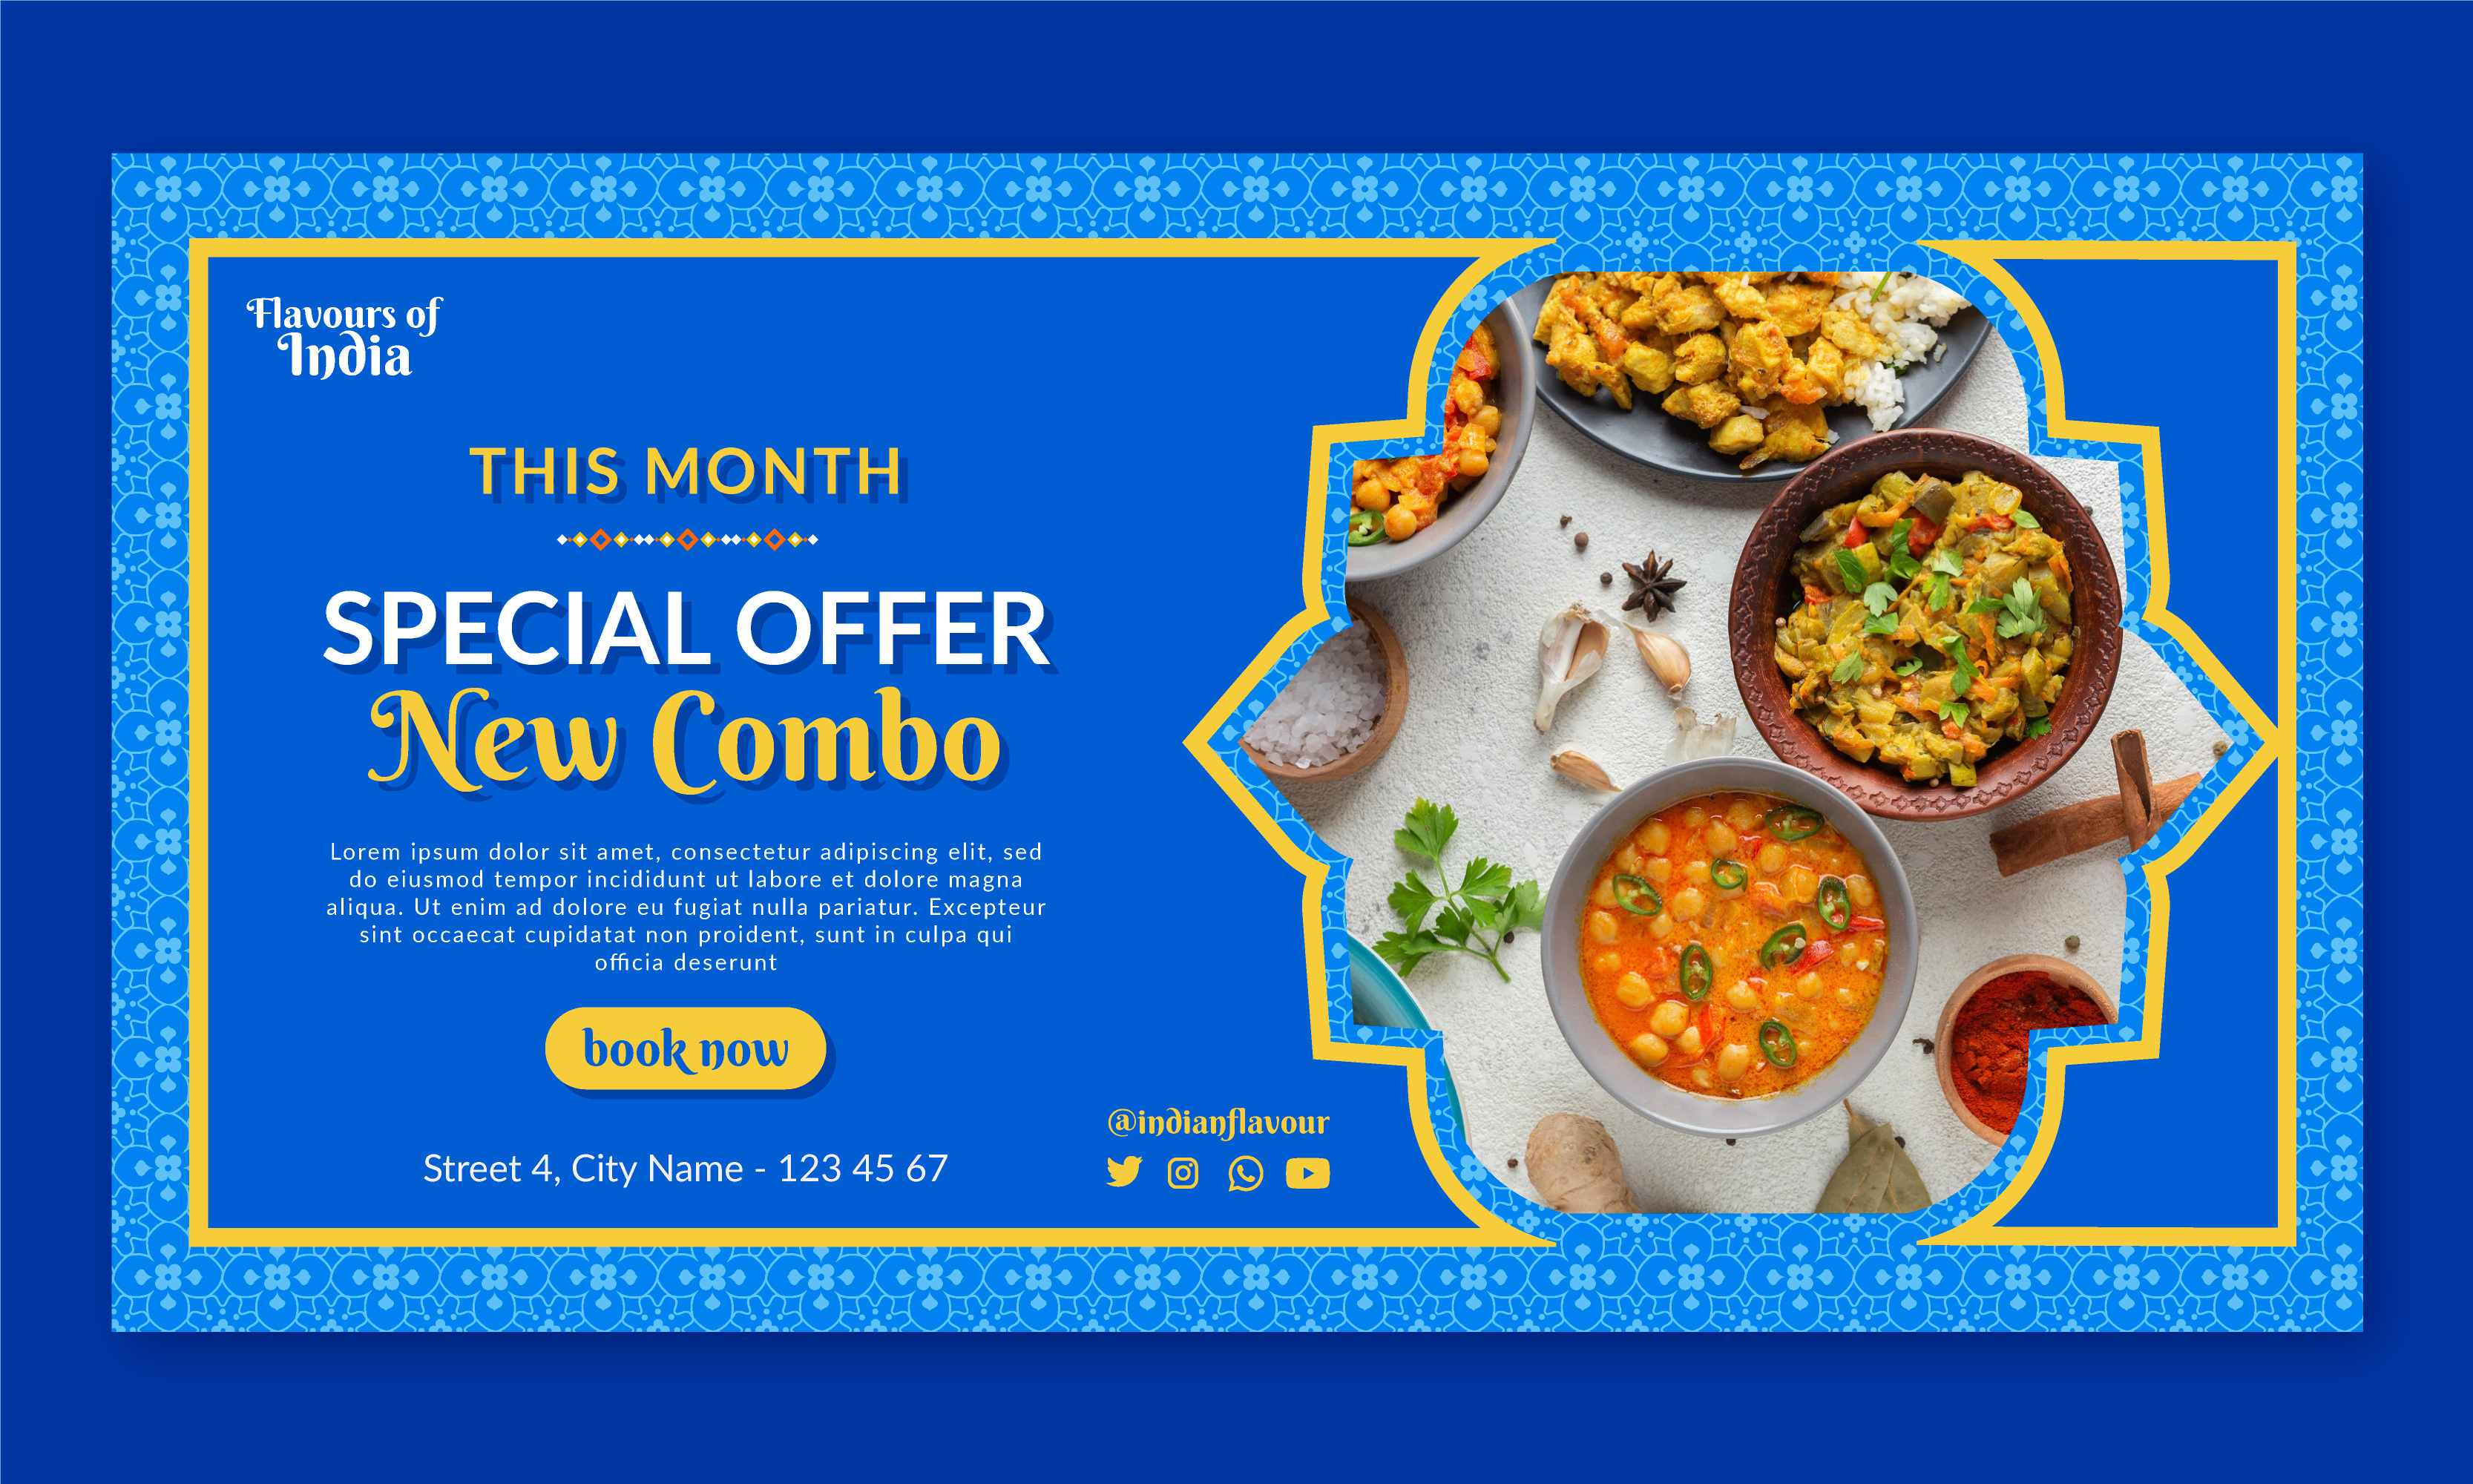 Flavours of
India
THIS MONTH
SPECIAL OFFER
New Combo
Lorem ipsum dolor sit amet, consectetur adipiscing elit, sed
do eiusmod tempor incididunt ut labore et dolore magna
aliqua. Ut enim ad dolore eu fugiat nulla pariatur. Excepteur
sint occaecat cupidatat non proident, sunt in culpa qui
officia deserunt
book now
Street 4, City Name - 123 45 67
@indianflavour